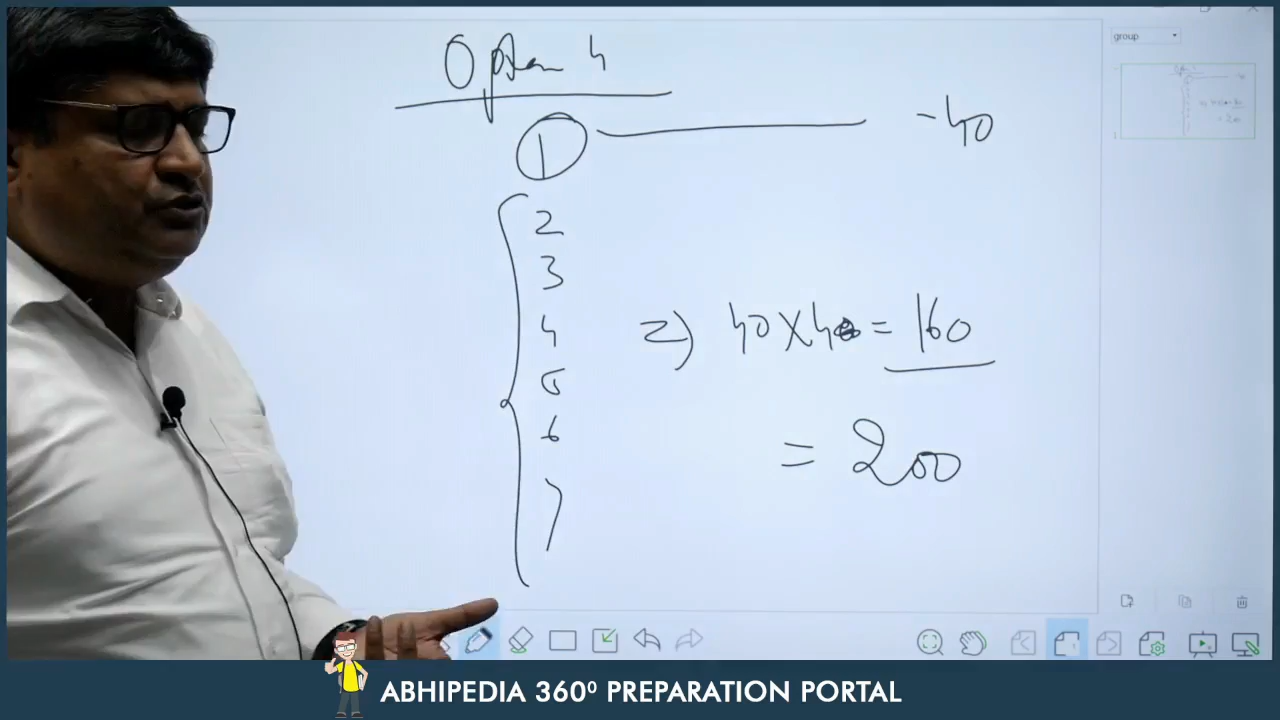 group
Option 4
1 - 40
2
3
4
5
6
7
2) 40 X 4 = 160
= 200
ABHIPEDIA 360⁰ PREPARATION PORTAL